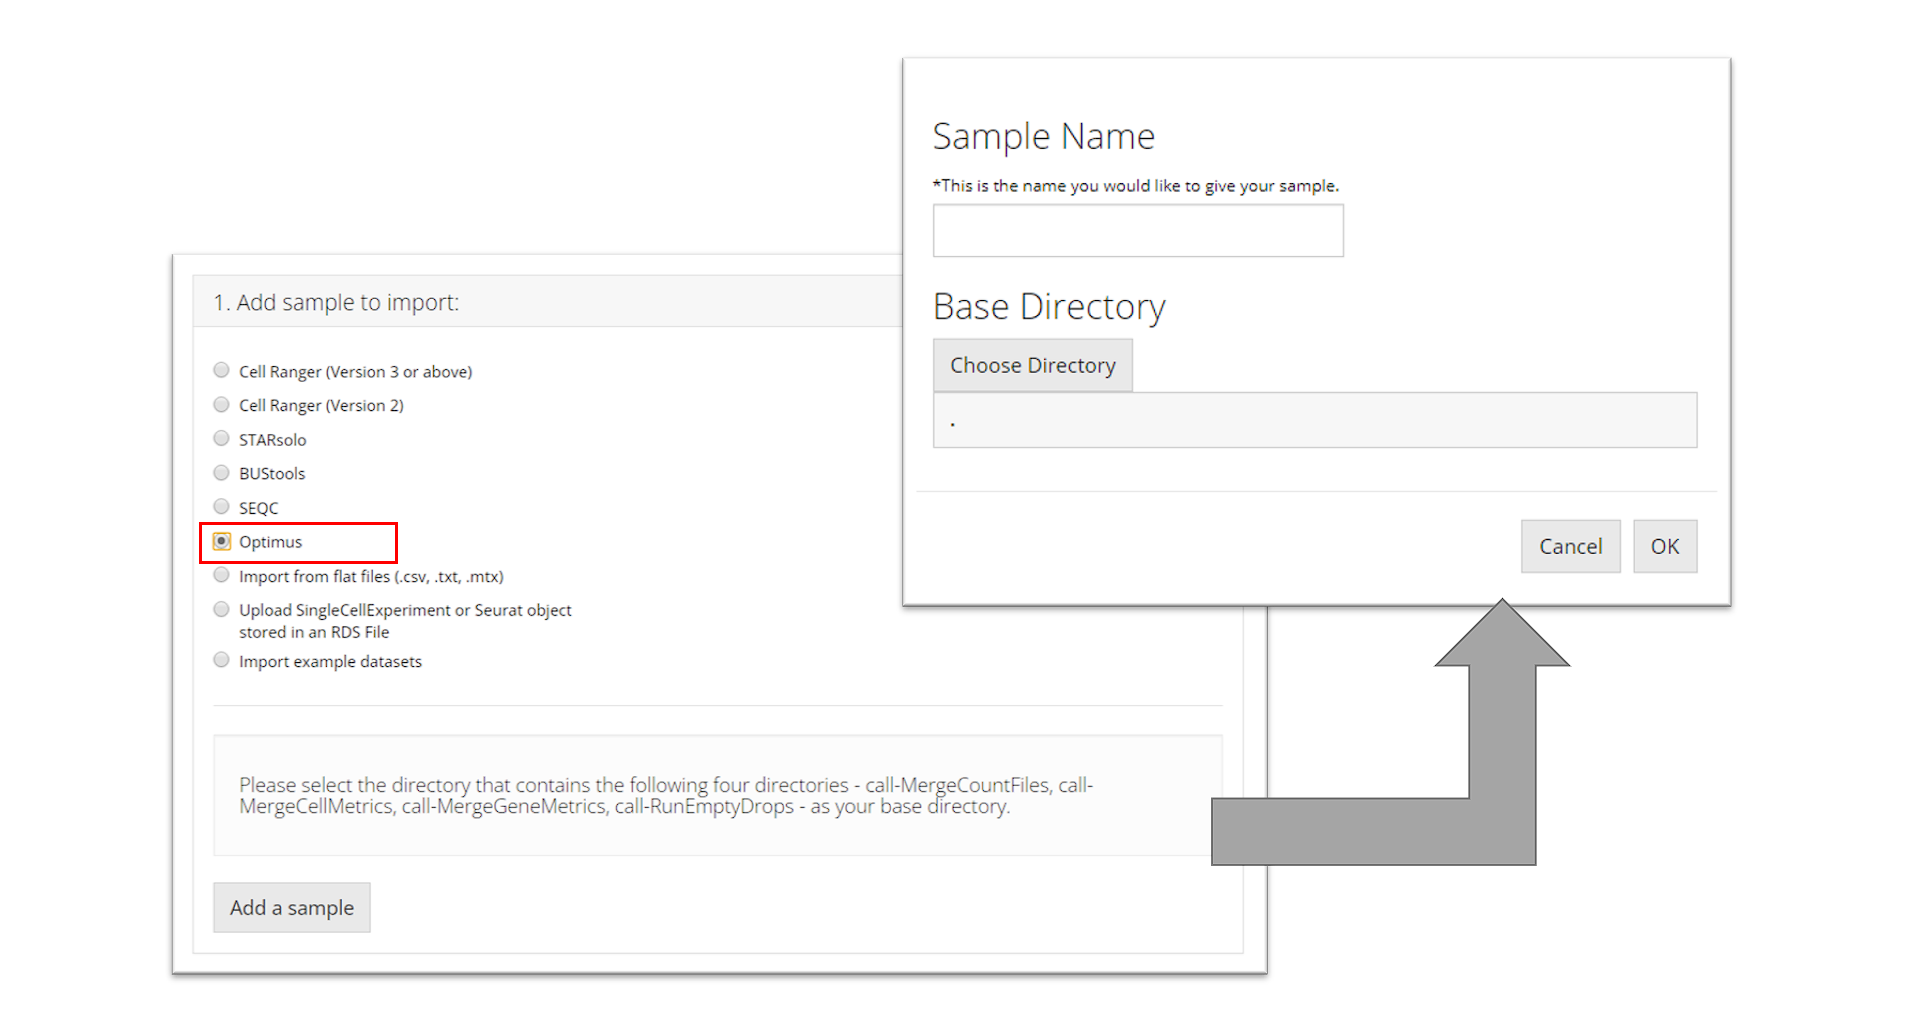 Sample Name
*This is the name you would like to give your sample.
Base Directory
Choose Directory
.
Cancel
OK
1. Add sample to import:
Cell Ranger (Version 3 or above)
Cell Ranger (Version 2)
STARsolo
BUStools
SEQC
Optimus
Import from flat files (.csv, .txt, .mtx)
Upload SingleCellExperiment or Seurat object
stored in an RDS File
Import example datasets
Please select the directory that contains the following four directories - call-MergeCountFiles, call-
MergeCellMetrics, call-MergeGeneMetrics, call-RunEmptyDrops - as your base directory.
Add a sample